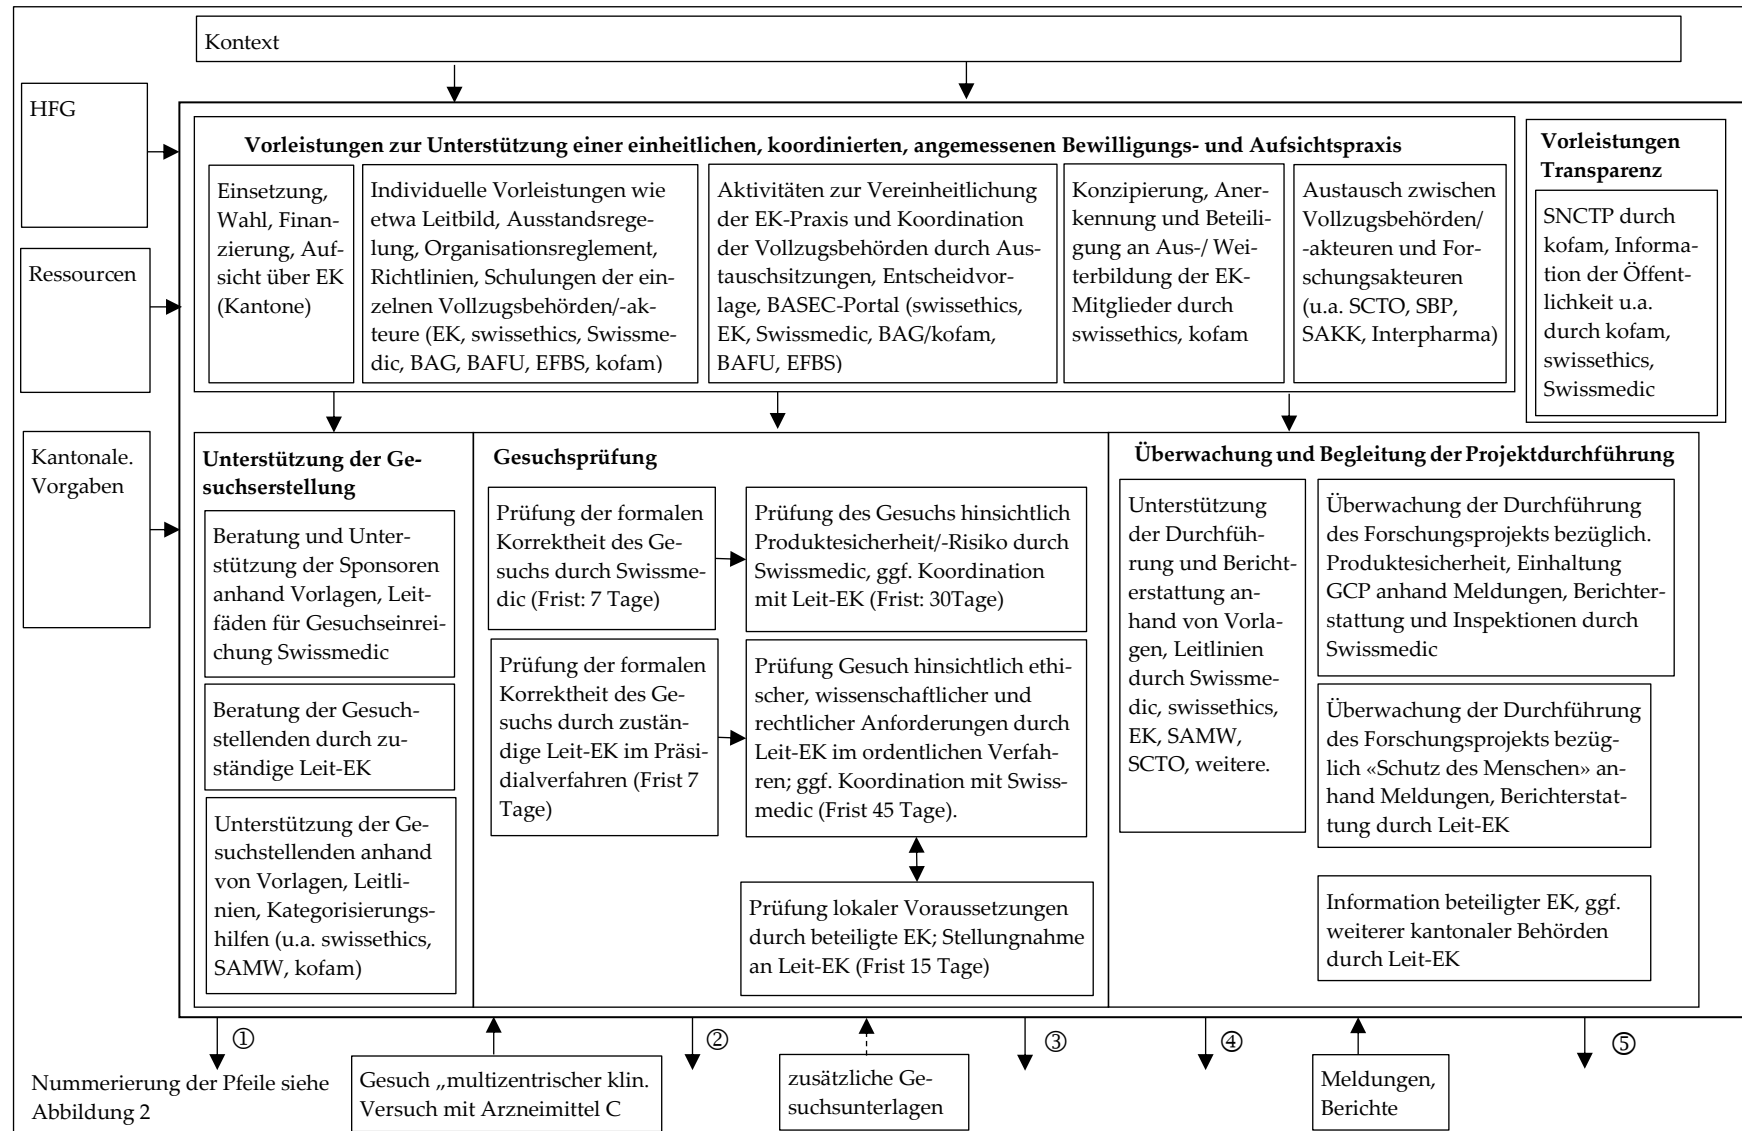 Kontext
HFG
Ressourcen
Kantonale.
Vorgaben
Vorleistungen zur Unterstützung einer einheitlichen, koordinierten, angemessenen Bewilligungs- und Aufsichtspraxis
Einsetzung,
Wahl, Finan-
zierung, Auf-
sicht über EK
(Kantone)
Individuelle Vorleistungen wie
etwa Leitbild, Ausstandsrege-
lung, Organisationsreglement,
Richtlinien, Schulungen der ein-
zelnen Vollzugsbehörden/-ak-
teure (EK, swissethics, Swissme-
dic, BAG, BAFU, EFBS, kofam)
Aktivitäten zur Vereinheitlichung
der EK-Praxis und Koordination
der Vollzugsbehörden durch Aus-
tauschsitzungen, Entscheidvor-
lage, BASEC-Portal (swissethics,
EK, Swissmedic, BAG/kofam,
BAFU, EFBS)
Konzipierung, Aner-
kennung und Beteili-
gung an Aus-/ Wei-
terbildung der EK-
Mitglieder durch
swissethics, kofam
Austausch zwischen
Vollzugsbehörden/
-akteuren und For-
schungsakteuren
(u.a. SCTO, SBP,
SAKK, Interpharma)
Vorleistungen
Transparenz
SNCTP durch
kofam, Informa-
tion der Öffent-
lichkeit u.a.
durch kofam,
swissethics,
Swissmedic
Unterstützung der Ge-
suchserstellung
Beratung und Unter-
stützung der Sponsoren
anhand Vorlagen, Leit-
fäden für Gesuchseinrei-
chung Swissmedic
Beratung der Gesuch-
stellenden durch zu-
ständige Leit-EK
Unterstützung der Ge-
suchstellenden anhand
von Vorlagen, Leitli-
nien, Kategorisierungs-
hilfen (u.a. swissethics,
SAMW, kofam)
Gesuchsprüfung
Prüfung der formalen
Korrektheit des Ge-
suchs durch Swissme-
dic (Frist: 7 Tage)
Prüfung des Gesuchs hinsichtlich
Produktesicherheit/-Risiko durch
Swissmedic, ggf. Koordination
mit Leit-EK (Frist: 30Tage)
Prüfung der formalen
Korrektheit des Ge-
suchs durch zustän-
dige Leit-EK im Präsi-
dialverfahren (Frist 7
Tage)
Prüfung Gesuch hinsichtlich ethi-
scher, wissenschaftlicher und
rechtlicher Anforderungen durch
Leit-EK im ordentlichen Verfah-
ren; ggf. Koordination mit Swiss-
medic (Frist 45 Tage).
Prüfung lokaler Voraussetzungen
durch beteiligte EK; Stellungnahme
an Leit-EK (Frist 15 Tage)
Überwachung und Begleitung der Projektdurchführung
Unterstützung
der Durchfüh-
rung und Bericht-
erstattung an-
hand von Vorla-
gen, Leitlinien
durch Swissme-
dic, swissethics,
EK, SAMW,
SCTO, weitere.
Überwachung der Durchführung
des Forschungsprojekts bezüglich.
Produktesicherheit, Einhaltung
GCP anhand Meldungen, Berichter-
stattung und Inspektionen durch
Swissmedic
Überwachung der Durchführung
des Forschungsprojekts bezüg-
lich «Schutz des Menschen» an-
hand Meldungen, Berichterstat-
tung durch Leit-EK
Information beteiligter EK, ggf.
weiterer kantonaler Behörden
durch Leit-EK
① ② ③ ④ ⑤
Nummerierung der Pfeile siehe
Abbildung 2
Gesuch „multizentrischer klin.
Versuch mit Arzneimittel C
zusätzliche Ge-
suchsunterlagen
Meldungen,
Berichte